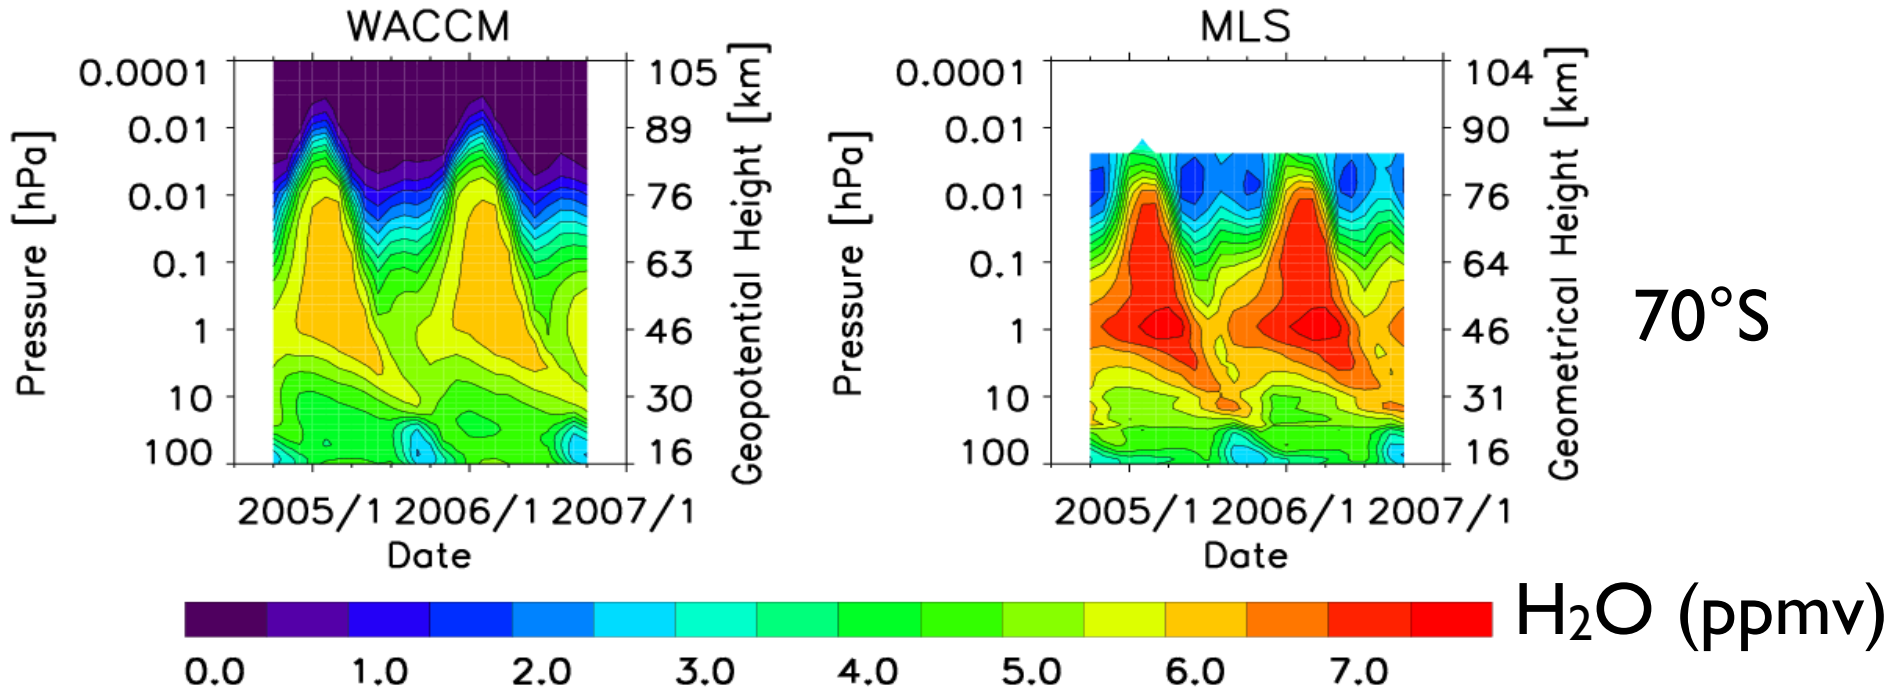 WACCM
0.0001
0.01
0.01
0.1
1
10
100
Pressure [hPa]
105
89
76
63
46
30
16
Geopotential Height [km]
2005/1 2006/1 2007/1
Date
MLS
0.0001
0.01
0.01
0.1
1
10
100
Pressure [hPa]
104
90
76
64
46
31
16
Geometrical Height [km]
2005/1 2006/1 2007/1
Date
70°S
0.0 1.0 2.0 3.0 4.0 5.0 6.0 7.0
H₂O (ppmv)